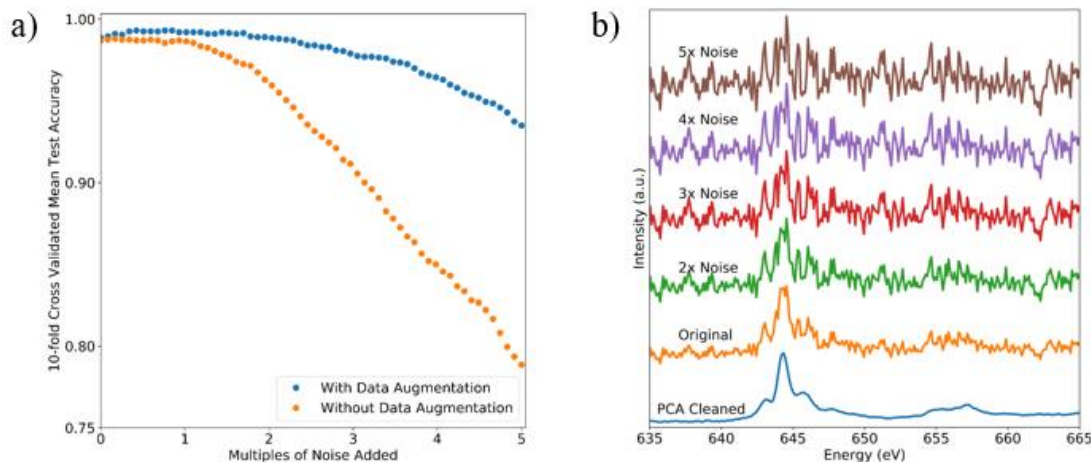 a)
1.00
0.90
0.80
0.75
10-fold Cross Validated Mean Test Accuracy
With Data Augmentation
Without Data Augmentation
0 1 2 3 4 5
Multiples of Noise Added
b)
Intensity (a.u.)
5x Noise
4x Noise
3x Noise
2x Noise
Original
PCA Cleaned
635 640 645 650 655 660 665
Energy (eV)